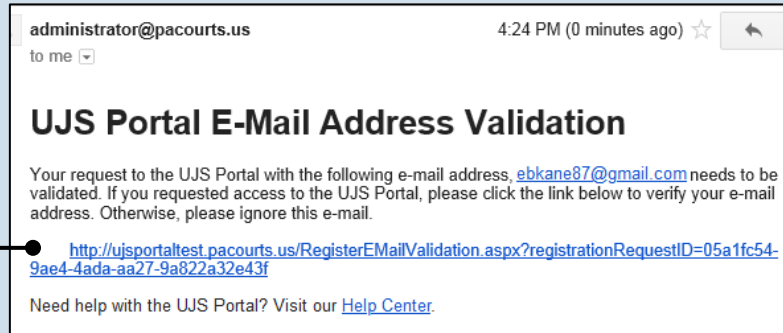 administrator@pacourts.us 4:24 PM (0 minutes ago)
to me
UJS Portal E-Mail Address Validation
Your request to the UJS Portal with the following e-mail address, ebkane87@gmail.com needs to be
validated. If you requested access to the UJS Portal, please click the link below to verify your e-mail
address. Otherwise, please ignore this e-mail.
http://ujsportaltest.pacourts.us/RegisterEMailValidation.aspx?registrationRequestID=05a1fc54-
9ae4-4ada-aa27-9a822a32e43f
Need help with the UJS Portal? Visit our Help Center.